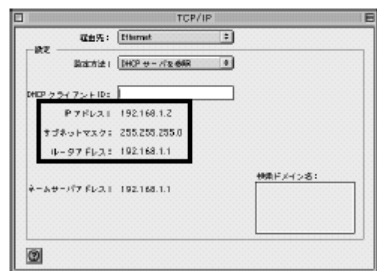 TCP/IP
経由先： Ethernet
設定
設定方法： DHCP サーバを参照
DHCP クライアント ID：
IP アドレス： 192.168.1.2
サブネットマスク： 255.255.255.0
ルータアドレス： 192.168.1.1
検索ドメイン名：
ネームサーバアドレス： 192.168.1.1